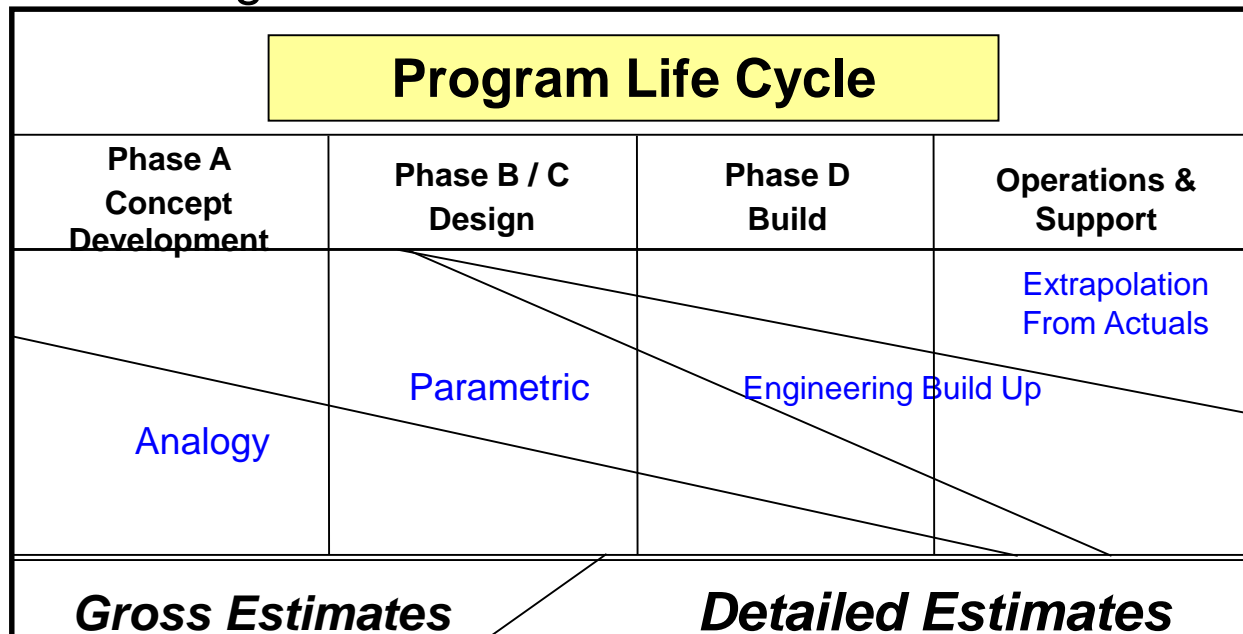 Program Life Cycle
Phase A
Concept
Development
Phase B / C
Design
Phase D
Build
Operations &
Support
Extrapolation
From Actuals
Parametric
Engineering Build Up
Analogy
Gross Estimates
Detailed Estimates